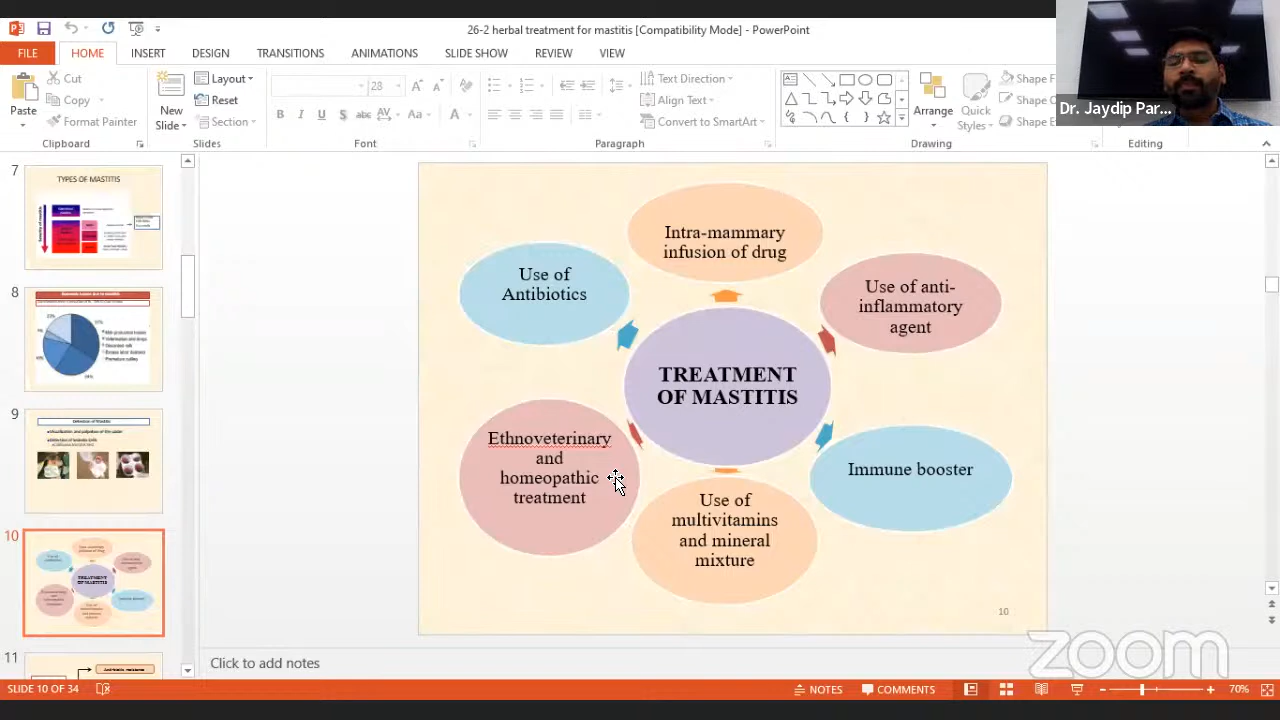 26-2 herbal treatment for mastitis [Compatibility Mode] - PowerPoint
FILE
HOME
INSERT
DESIGN
TRANSITIONS
ANIMATIONS
SLIDE SHOW
REVIEW
VIEW
Paste
Cut
Copy
Format Painter
Clipboard
New
Slide
Layout
Reset
Section
Slides
28
B I U S abc AV Aa A
Font
Text Direction
Align Text
Convert to SmartArt
Paragraph
Arrange
Quick
Styles
Shape F
Shape O
Shape E
Drawing
Editing
Dr. Jaydip Par...
7
TYPES OF MASTITIS
8
9
10
11
Intra-mammary
infusion of drug
Use of
Antibiotics
Use of anti-
inflammatory
agent
TREATMENT
OF MASTITIS
Ethnoveterinary
and
homeopathic
treatment
Immune booster
Use of
multivitamins
and mineral
mixture
10
Click to add notes
zoom
SLIDE 10 OF 34
NOTES
COMMENTS
70%